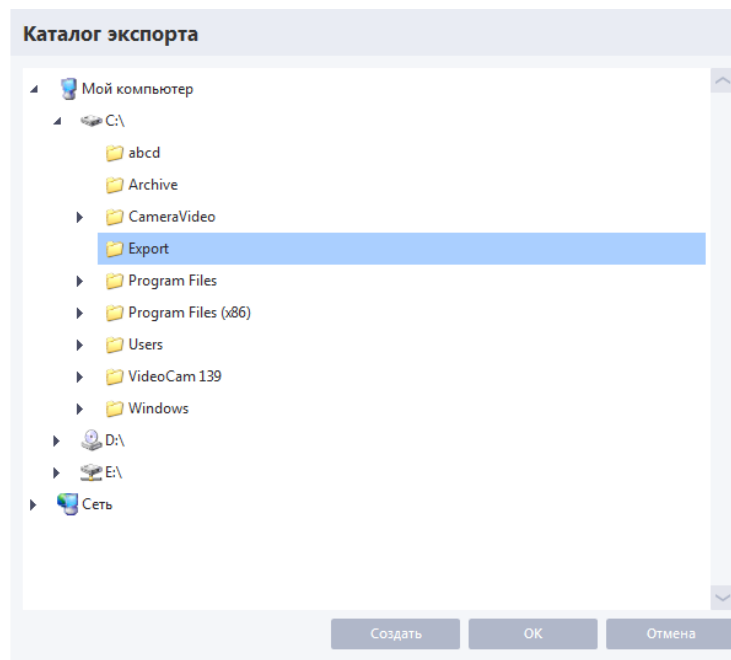 Каталог экспорта
Мой компьютер
C:\
abcd
Archive
CameraVideo
Export
Program Files
Program Files (x86)
Users
VideoCam 139
Windows
D:\
E:\
Сеть
Создать OK Отмена